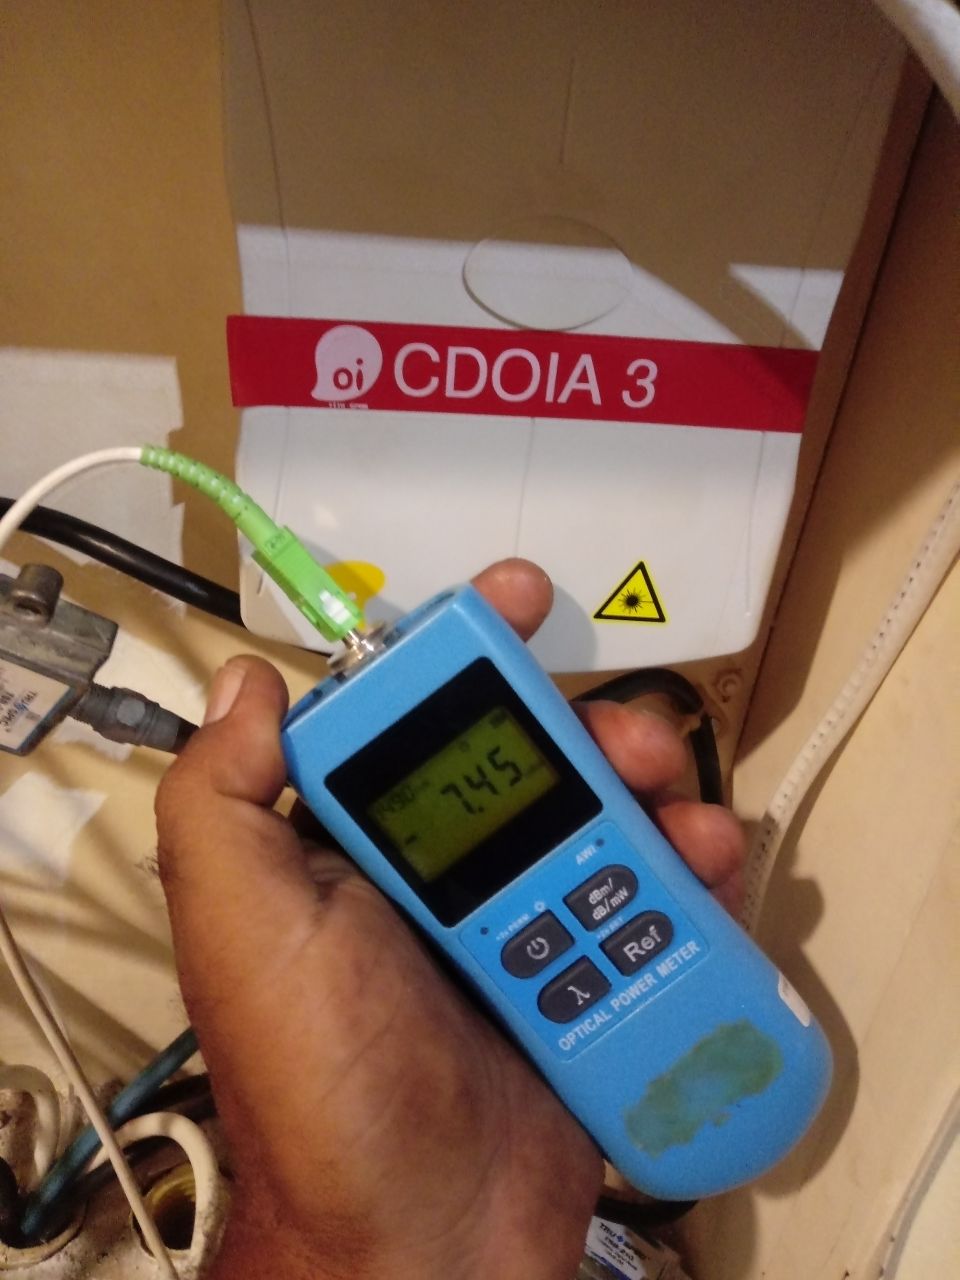 oi CDOIA 3
1490
- 7.45
AWI
dBm/
dB/mW
Ref
λ
OPTICAL POWER METER